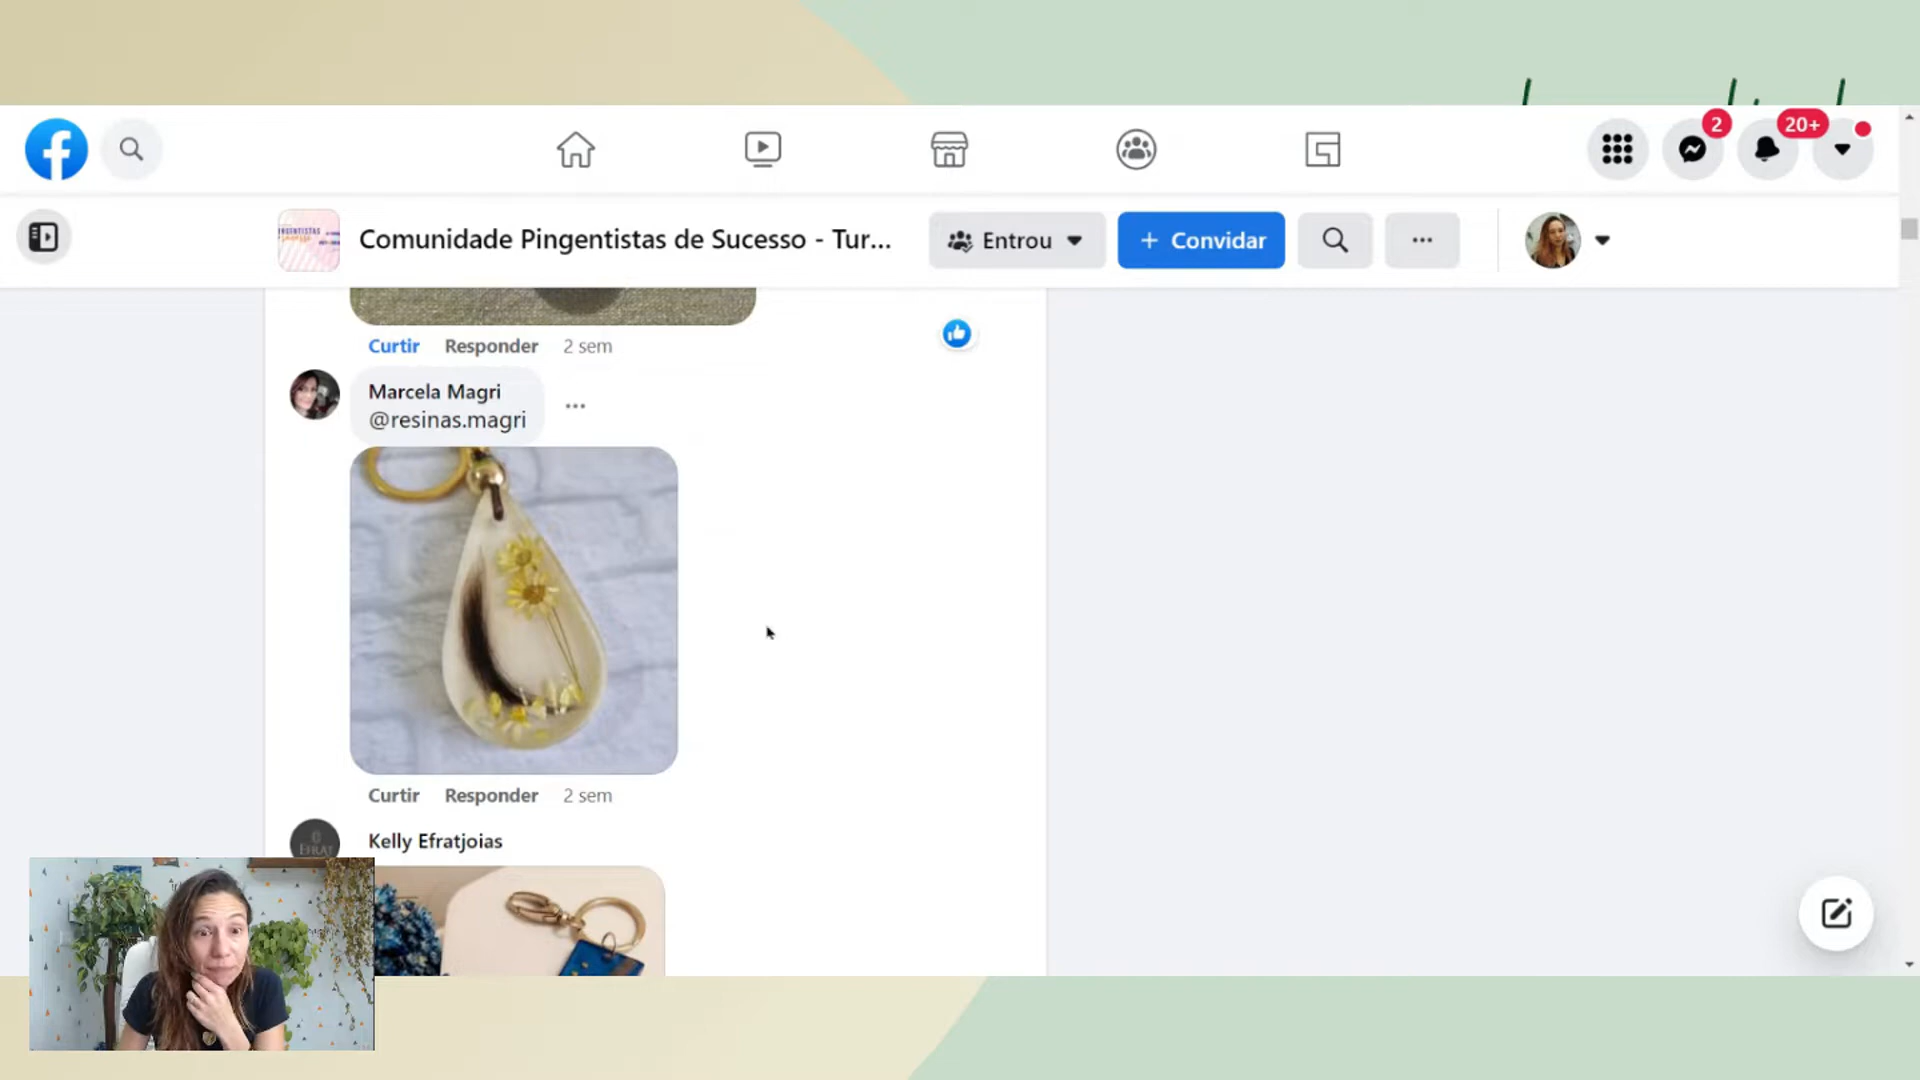 2
20+
Comunidade Pingentistas de Sucesso - Tur...
Entrou
+ Convidar
Curtir Responder 2 sem
Marcela Magri
@resinas.magri
Curtir Responder 2 sem
Kelly Efratjoias
EFRAT